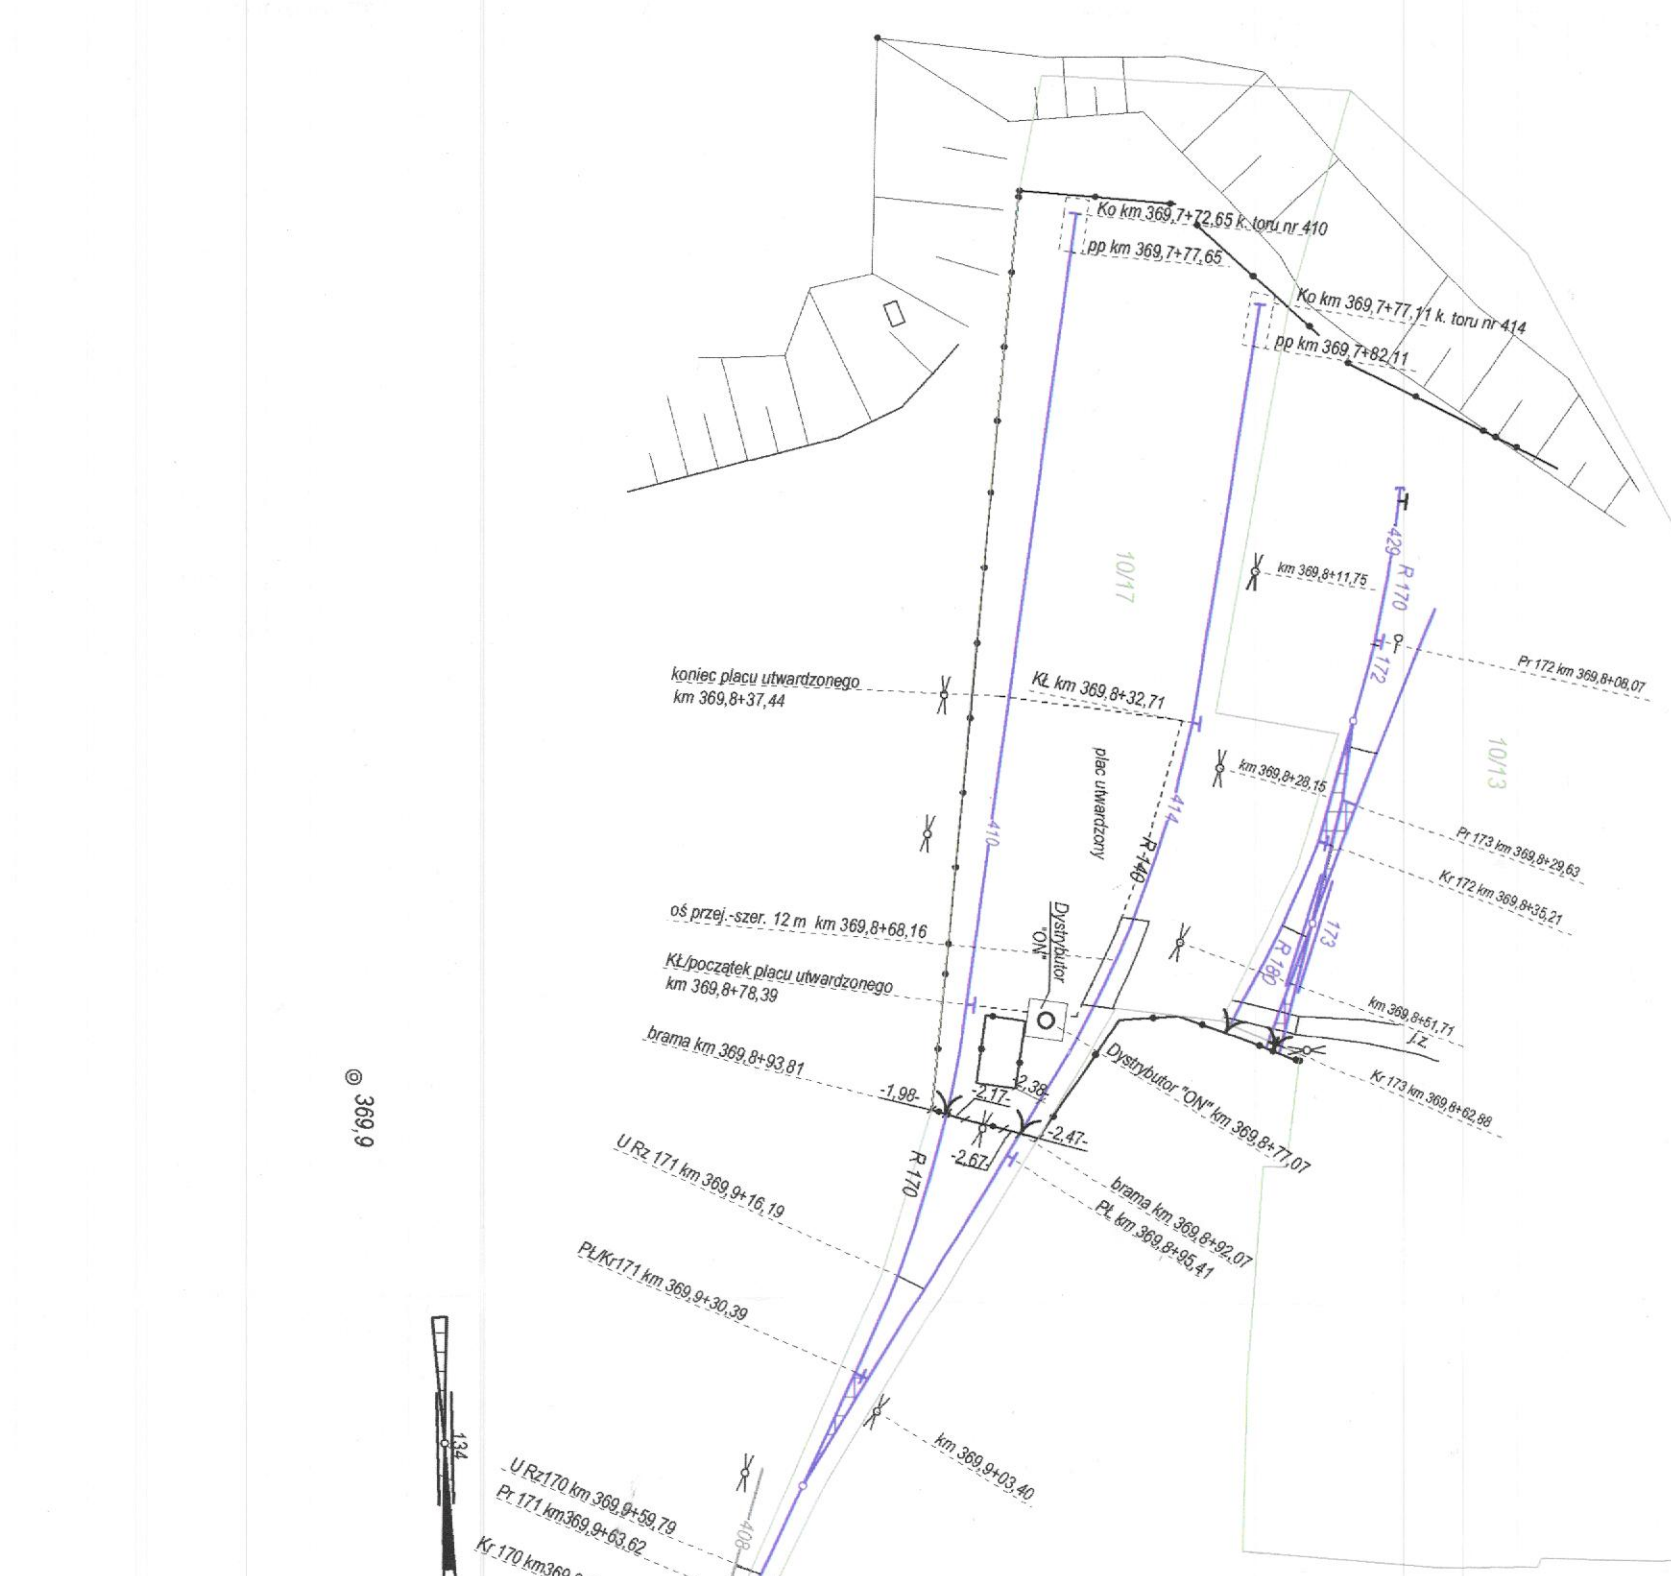 Ko km 369,7+72,65 k. toru nr 410
pp km 369,7+77,65
Ko km 369,7+77,11 k. toru nr 414
pp km 369,7+82,11
429
R 170
km 369,8+11,75
10/17
172
Pr 172 km 369,8+08,07
koniec placu utwardzonego
km 369,8+37,44
KŁ km 369,8+32,71
10/13
plac utwardzony
km 369,8+28,15
414
410
R 140
Pr 173 km 369,8+29,63
Kr 172 km 369,8+35,21
173
oś przej.-szer. 12 m km 369,8+68,16
Dystrybutor
"ON"
R 180
KŁ/początek placu utwardzonego
km 369,8+78,39
km 369,8+51,71
j.z.
brama km 369,8+93,81
Dystrybutor "ON" km 369,8+77,07
Kr 173 km 369,8+62,88
-1,98-
-2,17-
-2,38-
-2,47-
-2,67-
369,9
U Rz 171 km 369,9+16,19
R 170
brama km 369,8+92,07
PŁ km 369,8+95,41
PŁ/Kr171 km 369,9+30,39
km 369,9+03,40
134
U Rz170 km 369,9+59,79
Pr 171 km369,9+63,62
Kr 170 km369
408